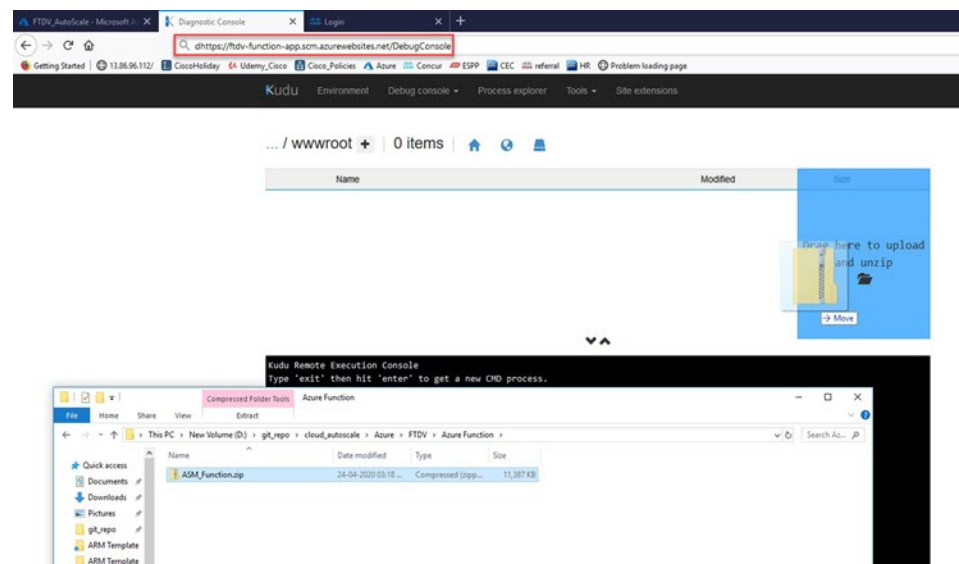 FTDV_AutoScale - Microsoft A
Diagnostic Console
Login
dhttps://ftdv-function-app.scm.azurewebsites.net/DebugConsole
Getting Started
13.86.96.112/
CiscoHoliday
Udemy_Cisco
Cisco_Policies
Azure
Concur
ESPP
CEC
referral
HR
Problem loading page
Kudu
Environment
Debug console
Process explorer
Tools
Site extensions
... / wwwroot + | 0 items
Name
Modified
Size
Drag here to upload
and unzip
→ Move
Kudu Remote Execution Console
Type 'exit' then hit 'enter' to get a new CMD process.
Compressed Folder Tools
Azure Function
File
Home
Share
View
Extract
This PC > New Volume (D:) > git_repo > cloud_autoscale > Azure > FTDV > Azure Function >
Search Az...
Name
Date modified
Type
Size
Quick access
Documents
Downloads
Pictures
git_repo
ARM Template
ARM Template
ASM_Function.zip
24-04-2020 03:18 ...
Compressed (zipp...
11,387 KB